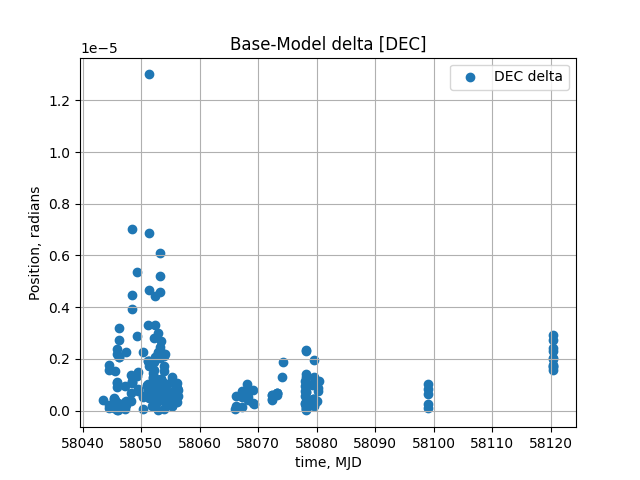 Base-Model delta [DEC]
1e−5
DEC delta
1.2
1.0
0.8
0.6
0.4
0.2
0.0
Position, radians
58040 58050 58060 58070 58080 58090 58100 58110 58120
time, MJD